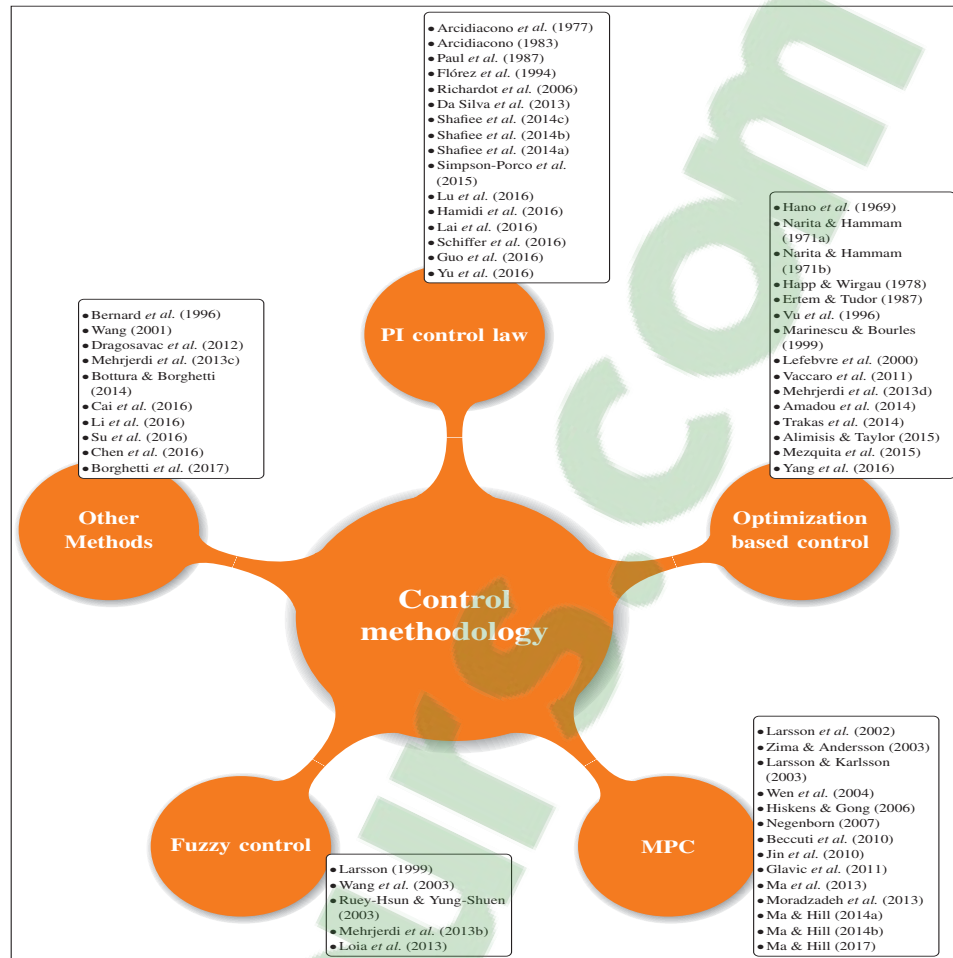 • Arcidiacono et al. (1977)
• Arcidiacono (1983)
• Paul et al. (1987)
• Flórez et al. (1994)
• Richardot et al. (2006)
• Da Silva et al. (2013)
• Shafiee et al. (2014c)
• Shafiee et al. (2014b)
• Shafiee et al. (2014a)
• Simpson-Porco et al.
(2015)
• Lu et al. (2016)
• Hamidi et al. (2016)
• Lai et al. (2016)
• Schiffer et al. (2016)
• Guo et al. (2016)
• Yu et al. (2016)
PI control law
• Hano et al. (1969)
• Narita & Hammam
(1971a)
• Narita & Hammam
(1971b)
• Happ & Wirgau (1978)
• Ertem & Tudor (1987)
• Vu et al. (1996)
• Marinescu & Bourles
(1999)
• Lefebvre et al. (2000)
• Vaccaro et al. (2011)
• Mehrjerdi et al. (2013d)
• Amadou et al. (2014)
• Trakas et al. (2014)
• Alimisis & Taylor (2015)
• Mezquita et al. (2015)
• Yang et al. (2016)
Optimization
based control
• Bernard et al. (1996)
• Wang (2001)
• Dragosavac et al. (2012)
• Mehrjerdi et al. (2013c)
• Bottura & Borghetti
(2014)
• Cai et al. (2016)
• Li et al. (2016)
• Su et al. (2016)
• Chen et al. (2016)
• Borghetti et al. (2017)
Other
Methods
Control
methodology
Fuzzy control
• Larsson (1999)
• Wang et al. (2003)
• Ruey-Hsun & Yung-Shuen
(2003)
• Mehrjerdi et al. (2013b)
• Loia et al. (2013)
MPC
• Larsson et al. (2002)
• Zima & Andersson (2003)
• Larsson & Karlsson
(2003)
• Wen et al. (2004)
• Hiskens & Gong (2006)
• Negenborn (2007)
• Beccuti et al. (2010)
• Jin et al. (2010)
• Glavic et al. (2011)
• Ma et al. (2013)
• Moradzadeh et al. (2013)
• Ma & Hill (2014a)
• Ma & Hill (2014b)
• Ma & Hill (2017)
urs.com